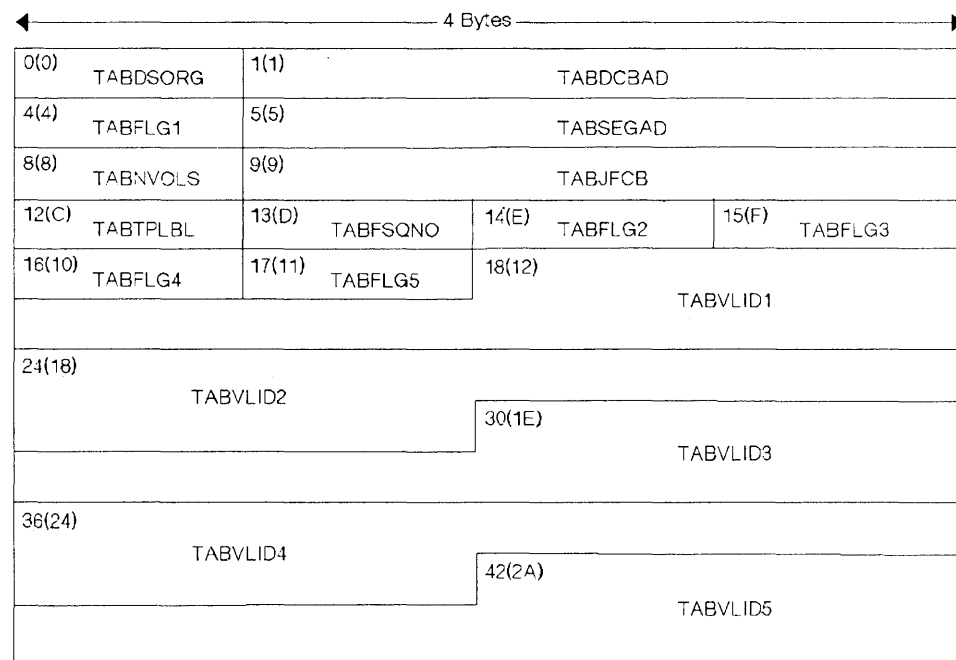 4 Bytes
0(0) TABDSORG 1(1) TABDCBAD
4(4) TABFLG1 5(5) TABSEGAD
8(8) TABNVOLS 9(9) TABJFCB
12(C) TABTPLBL 13(D) TABFSQNO 14(E) TABFLG2 15(F) TABFLG3
16(10) TABFLG4 17(11) TABFLG5 18(12) TABVLID1
24(18) TABVLID2
30(1E) TABVLID3
36(24) TABVLID4
42(2A) TABVLID5